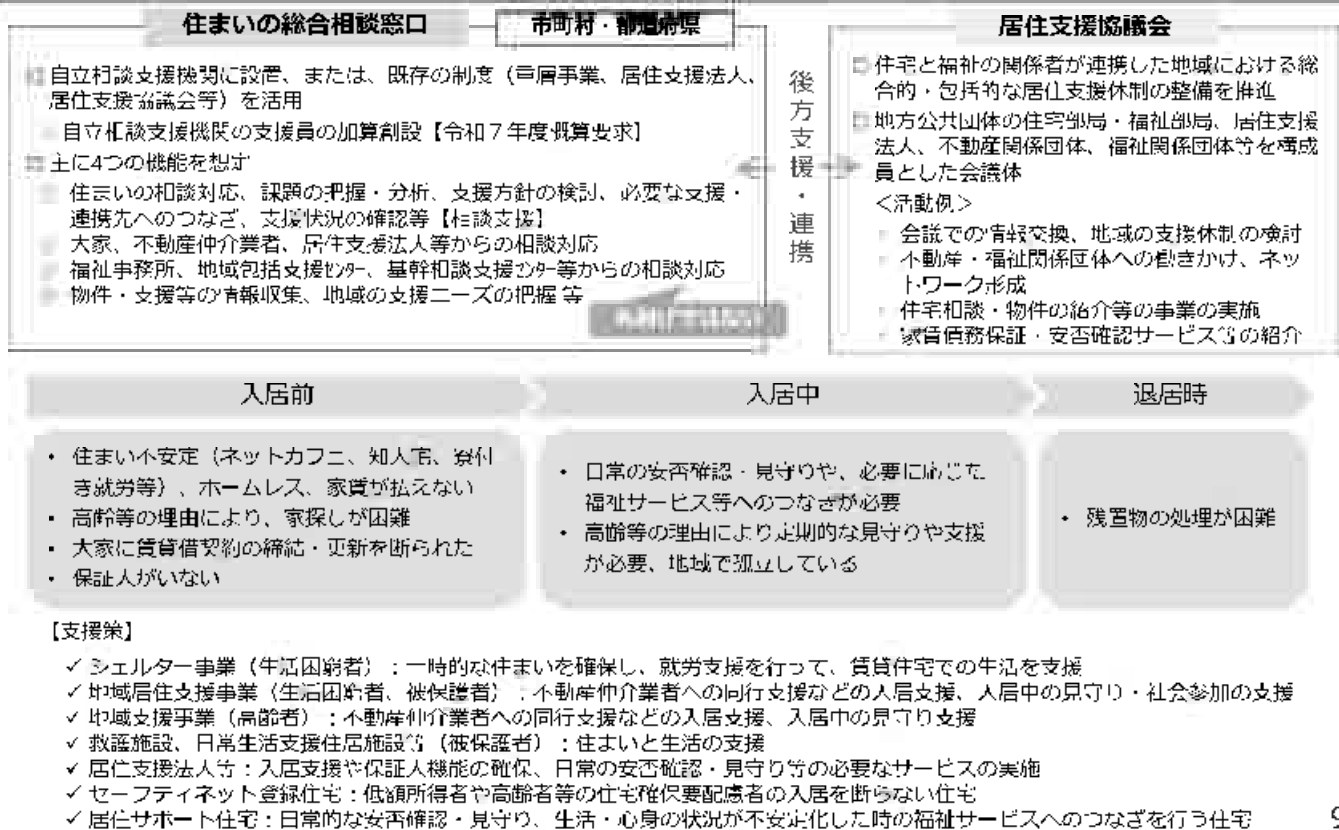 住まいの総合相談窓口
市町村・都道府県
自立相談支援機関に設置、または、既存の制度（重層事業、居住支援法人、
居住支援協議会等）を活用
自立相談支援機関の支援員の加算創設【令和７年度概算要求】
主に4つの機能を想定
住まいの相談対応、課題の把握・分析、支援方針の検討、必要な支援・
連携先へのつなぎ、支援状況の確認等【相談支援】
大家、不動産仲介業者、居住支援法人等からの相談対応
福祉事務所、地域包括支援ｾﾝﾀｰ、基幹相談支援ｾﾝﾀｰ等からの相談対応
物件・支援等の情報収集、地域の支援ニーズの把握 等
後方支援・連携
居住支援協議会
住宅と福祉の関係者が連携した地域における総
合的・包括的な居住支援体制の整備を推進
地方公共団体の住宅部局・福祉部局、居住支援
法人、不動産関係団体、福祉関係団体等を構成
員とした会議体
＜活動例＞
会議での情報交換、地域の支援体制の検討
不動産・福祉関係団体への働きかけ、ネッ
トワーク形成
住宅相談・物件の紹介等の事業の実施
家賃債務保証・安否確認サービス等の紹介
入居前
入居中
退居時
• 住まい不安定（ネットカフェ、知人宅、寮付
き就労等）、ホームレス、家賃が払えない
• 高齢等の理由により、家探しが困難
• 大家に賃貸借契約の締結・更新を断られた
• 保証人がいない
• 日常の安否確認・見守りや、必要に応じた
福祉サービス等へのつなぎが必要
• 高齢等の理由により定期的な見守りや支援
が必要、地域で孤立している
• 残置物の処理が困難
【支援策】
✓ シェルター事業（生活困窮者）：一時的な住まいを確保し、就労支援を行って、賃貸住宅での生活を支援
✓ 地域居住支援事業（生活困窮者、被保護者）：不動産仲介業者への同行支援などの入居支援、入居中の見守り・社会参加の支援
✓ 地域支援事業（高齢者）：不動産仲介業者への同行支援などの入居支援、入居中の見守り支援
✓ 救護施設、日常生活支援住居施設等（被保護者）：住まいと生活の支援
✓ 居住支援法人等：入居支援や保証人機能の確保、日常の安否確認・見守り等の必要なサービスの実施
✓ セーフティネット登録住宅：低額所得者や高齢者等の住宅確保要配慮者の入居を断らない住宅
✓ 居住サポート住宅：日常的な安否確認・見守り、生活・心身の状況が不安定化した時の福祉サービスへのつなぎを行う住宅